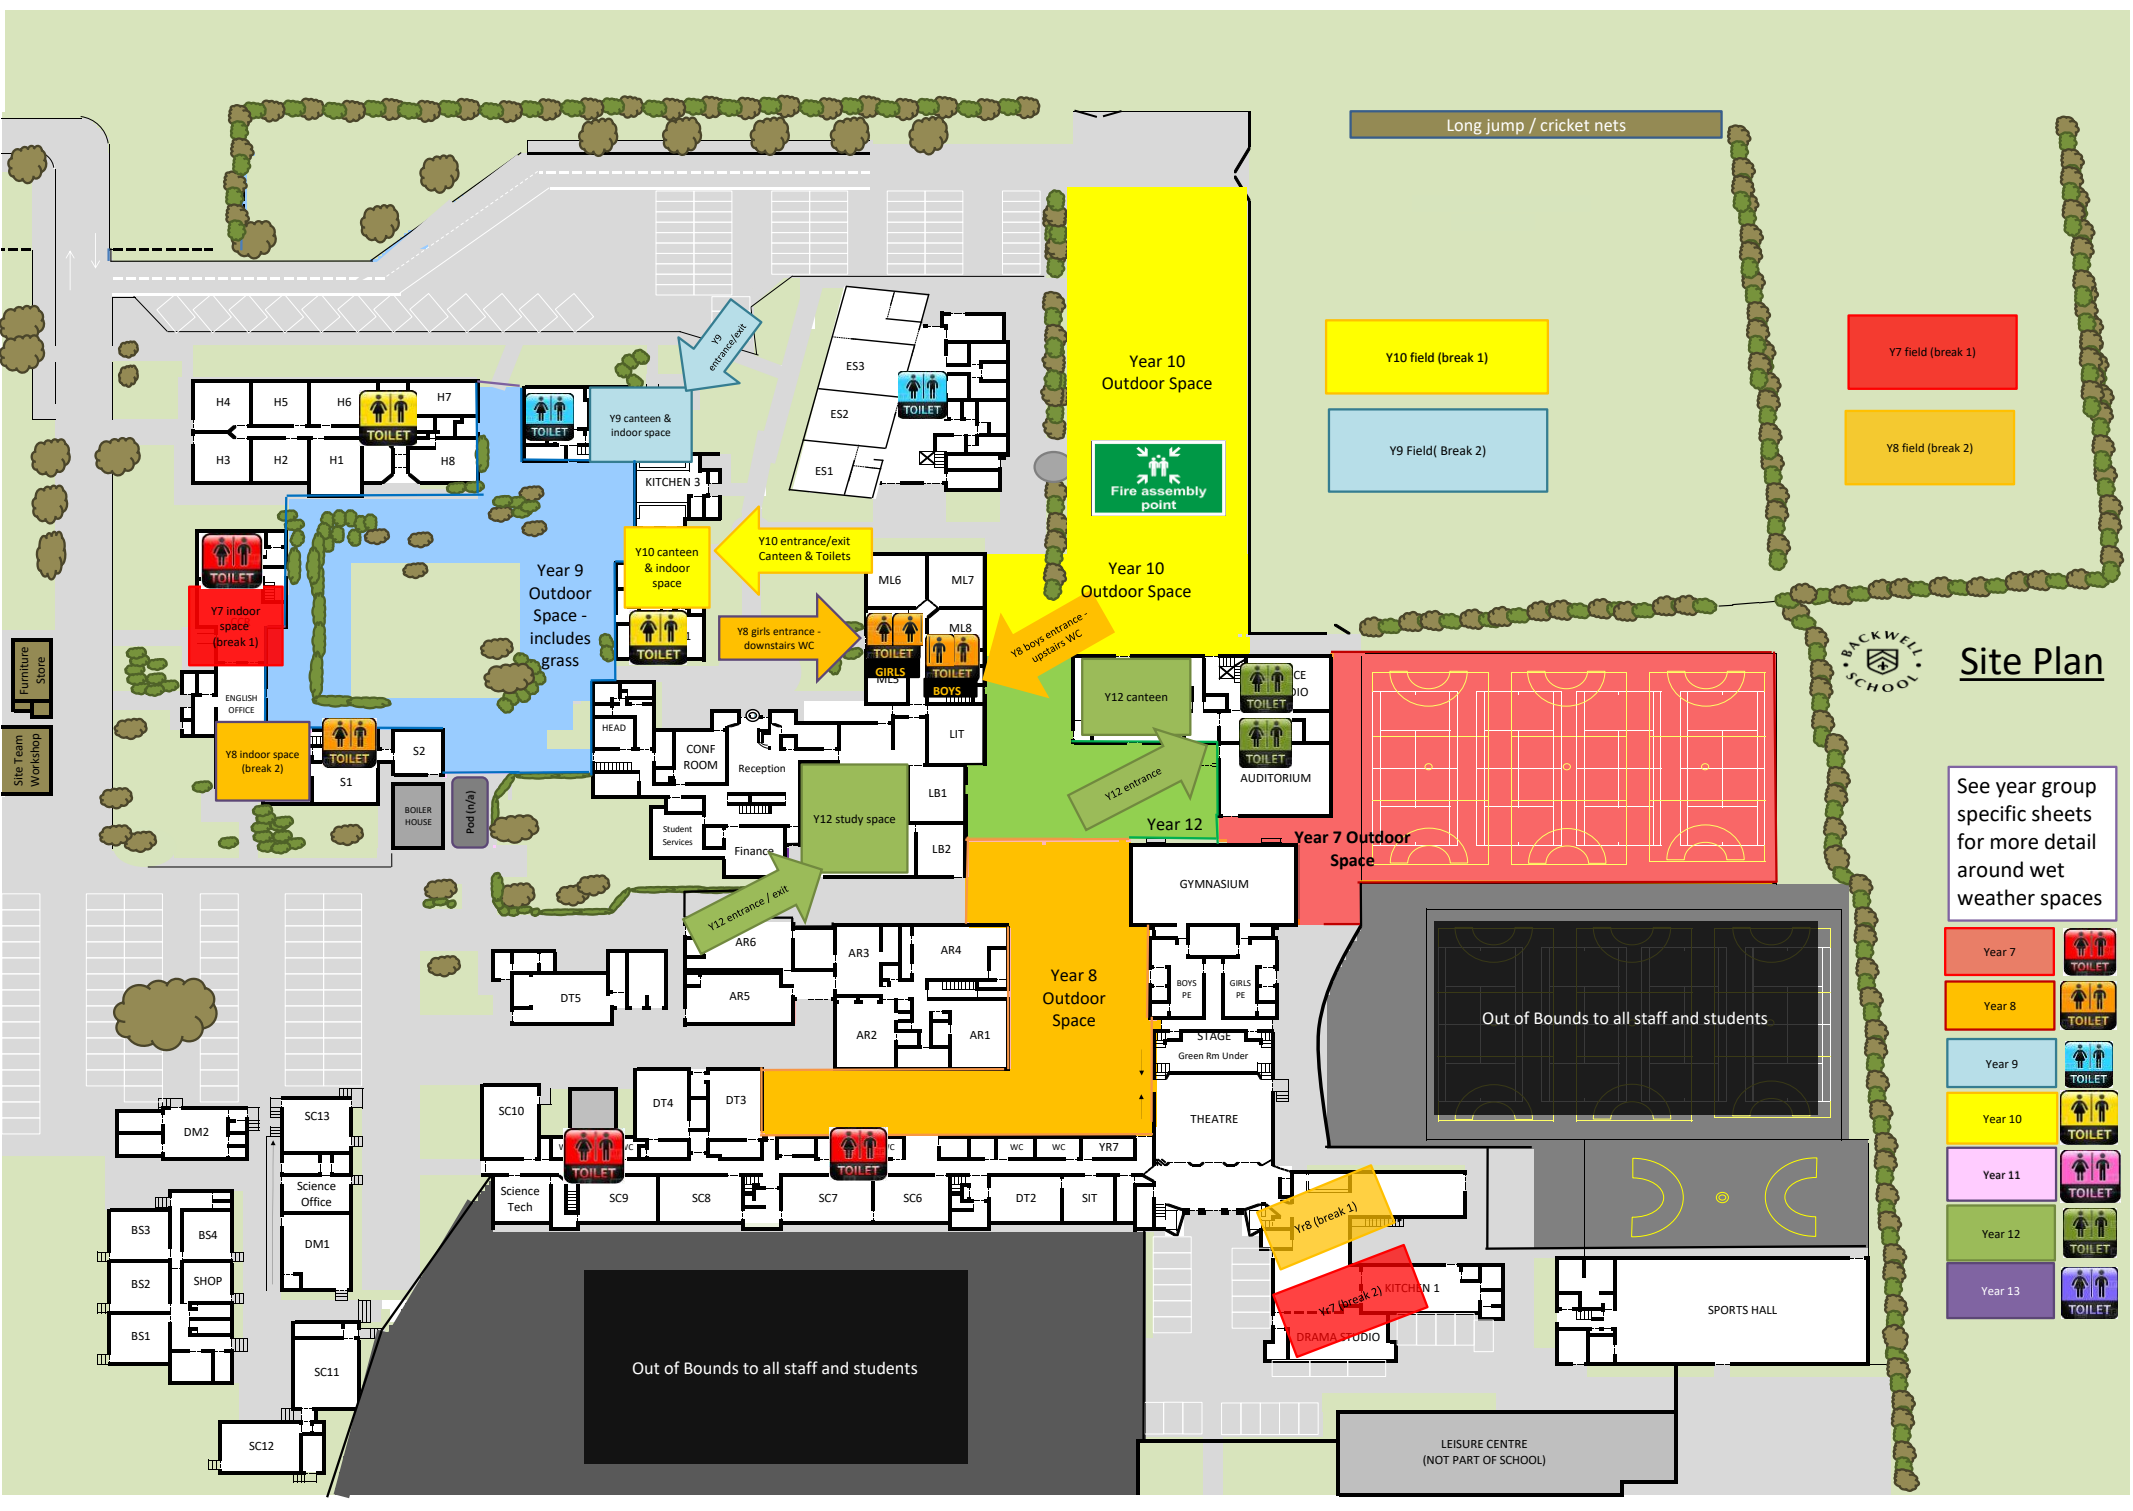 Long jump / cricket nets
Y9
entrance/exit
Year 10
Outdoor Space
Y10 field (break 1)
Y7 field (break 1)
Y9 Field( Break 2)
Y8 field (break 2)
Fire assembly
point
ES3
ES2
ES1
TOILET
H4
H5
H6
H7
TOILET
H3
H2
H1
H8
TOILET
Y9 canteen &
indoor space
KITCHEN 3
Y10 canteen
& indoor
space
Y10 entrance/exit
Canteen & Toilets
Year 9
Outdoor
Space -
includes
grass
TOILET
Y7 indoor
space
(break 1)
TOILET
1
ML6
ML7
ML8
ML5
Year 10
Outdoor Space
Y8 girls entrance -
downstairs WC
TOILET
GIRLS
TOILET
BOYS
Y8 boys entrance -
upstairs WC
BACKWELL
SCHOOL
Site Plan
Furniture
Store
Site Team
Workshop
ENGLISH
OFFICE
Y8 indoor space
(break 2)
TOILET
S2
S1
BOILER
HOUSE
Pod (n/a)
HEAD
CONF
ROOM
Reception
LIT
LB1
LB2
Y12 study space
Student
Services
Finance
Y12 entrance / exit
Y12 canteen
TOILET
CE
DIO
TOILET
AUDITORIUM
Y12 entrance
Year 12
Year 7 Outdoor
Space
GYMNASIUM
See year group
specific sheets
for more detail
around wet
weather spaces
AR6
AR5
AR3
AR4
AR2
AR1
DT5
Year 8
Outdoor
Space
BOYS
PE
GIRLS
PE
STAGE
Green Rm Under
THEATRE
Out of Bounds to all staff and students
Year 7
TOILET
Year 8
TOILET
Year 9
TOILET
Year 10
TOILET
Year 11
TOILET
Year 12
TOILET
Year 13
TOILET
SC10
DT4
DT3
WC
TOILET
TOILET
WC
WC
WC
YR7
Science
Tech
SC9
SC8
SC7
SC6
DT2
SIT
DM2
SC13
Science
Office
DM1
BS3
BS4
BS2
SHOP
BS1
SC11
SC12
Out of Bounds to all staff and students
Yr8 (break 1)
Yr7 (break 2)
KITCHEN 1
DRAMA STUDIO
SPORTS HALL
LEISURE CENTRE
(NOT PART OF SCHOOL)